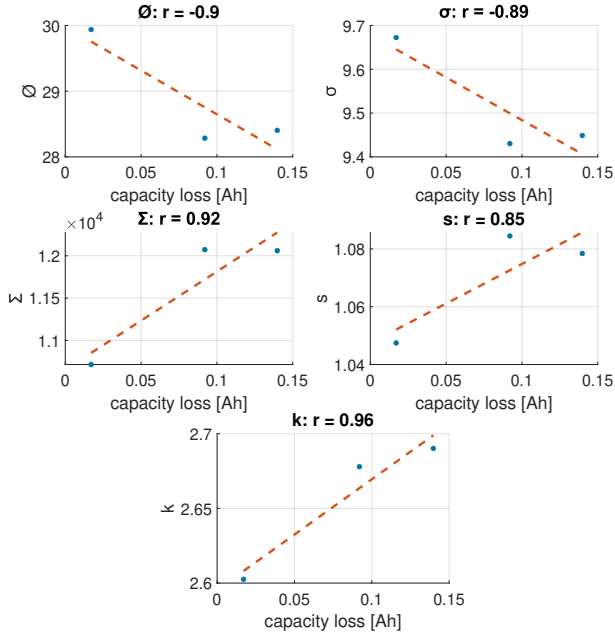 Ø: r = -0.9
30
29
28
Ø
0
0.05
0.1
0.15
capacity loss [Ah]
σ: r = -0.89
9.7
9.6
9.5
9.4
σ
0
0.05
0.1
0.15
capacity loss [Ah]
×10⁴
Σ: r = 0.92
1.2
1.15
1.1
Σ
0
0.05
0.1
0.15
capacity loss [Ah]
s: r = 0.85
1.08
1.06
1.04
s
0
0.05
0.1
0.15
capacity loss [Ah]
k: r = 0.96
2.7
2.65
2.6
k
0
0.05
0.1
0.15
capacity loss [Ah]